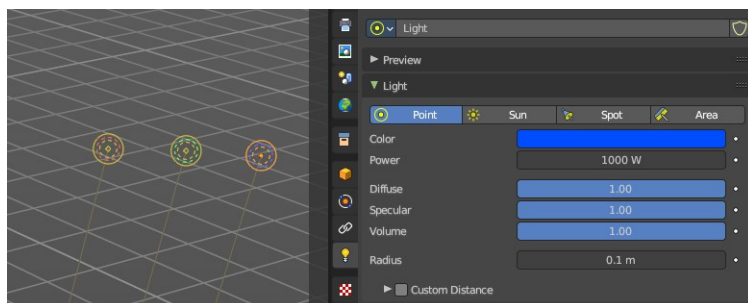 Light
Preview
Light
Point Sun Spot Area
Color
Power 1000 W
Diffuse 1.00
Specular 1.00
Volume 1.00
Radius 0.1 m
Custom Distance